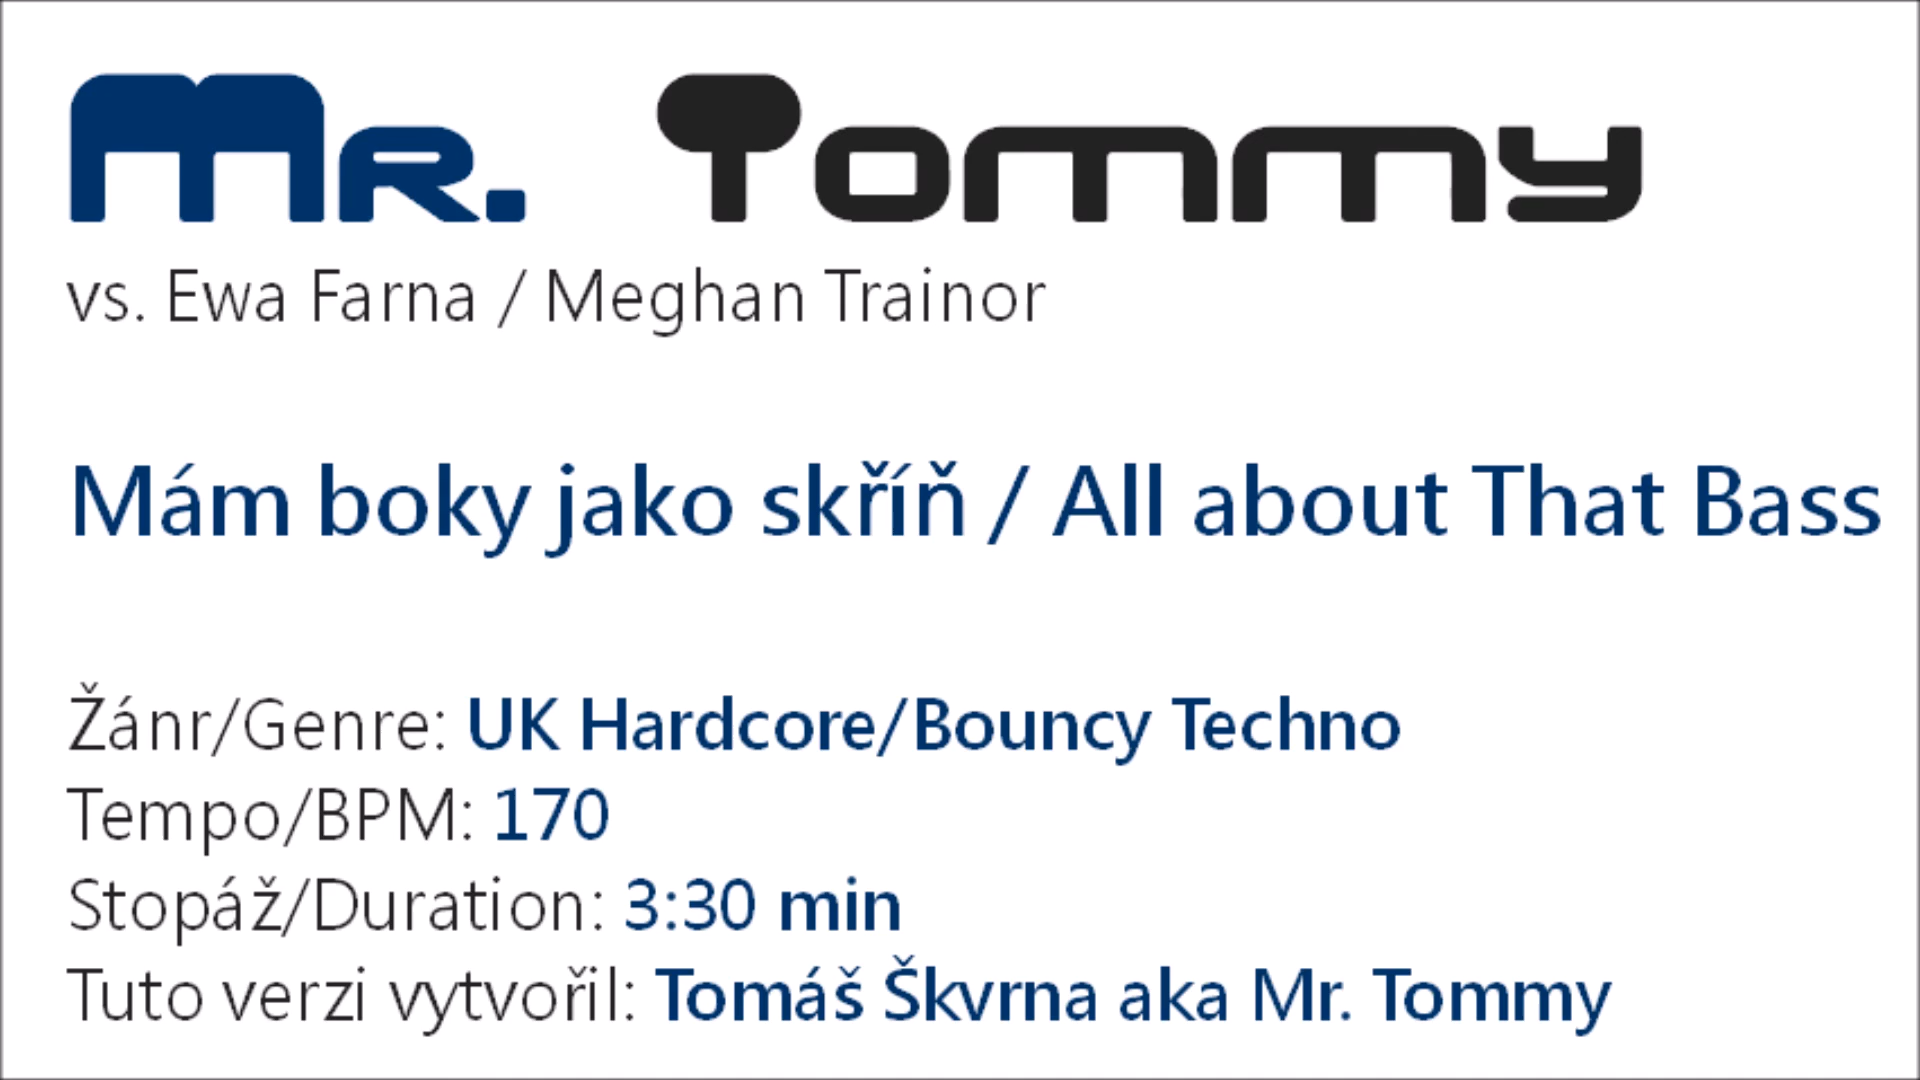 Mr. Tommy
vs. Ewa Farna / Meghan Trainor
Mám boky jako skříň / All about That Bass
Žánr/Genre: UK Hardcore/Bouncy Techno
Tempo/BPM: 170
Stopáž/Duration: 3:30 min
Tuto verzi vytvořil: Tomáš Škvrna aka Mr. Tommy